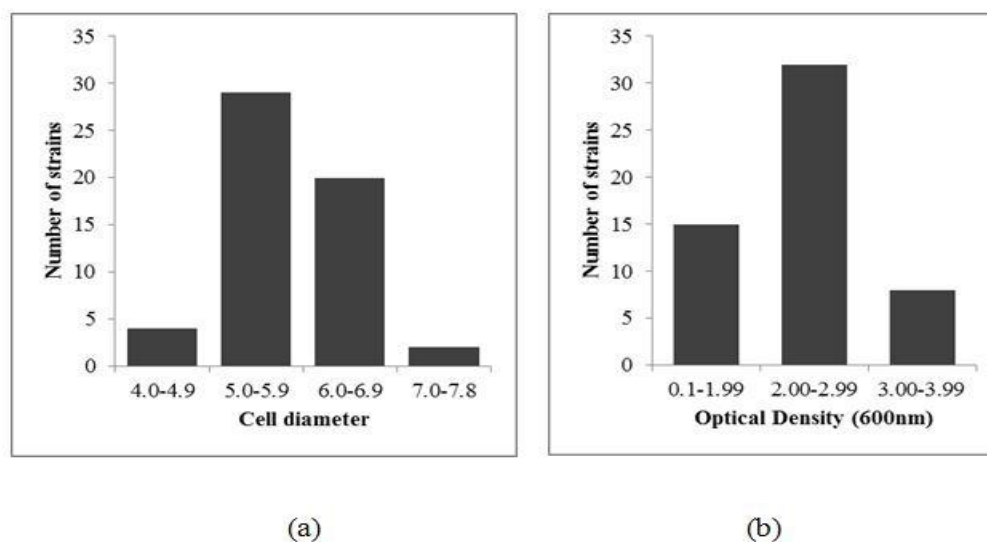 35
30
25
20
15
10
5
0
Number of strains
4.0-4.9 5.0-5.9 6.0-6.9 7.0-7.8
Cell diameter
(a)
35
30
25
20
15
10
5
0
Number of strains
0.1-1.99 2.00-2.99 3.00-3.99
Optical Density (600nm)
(b)